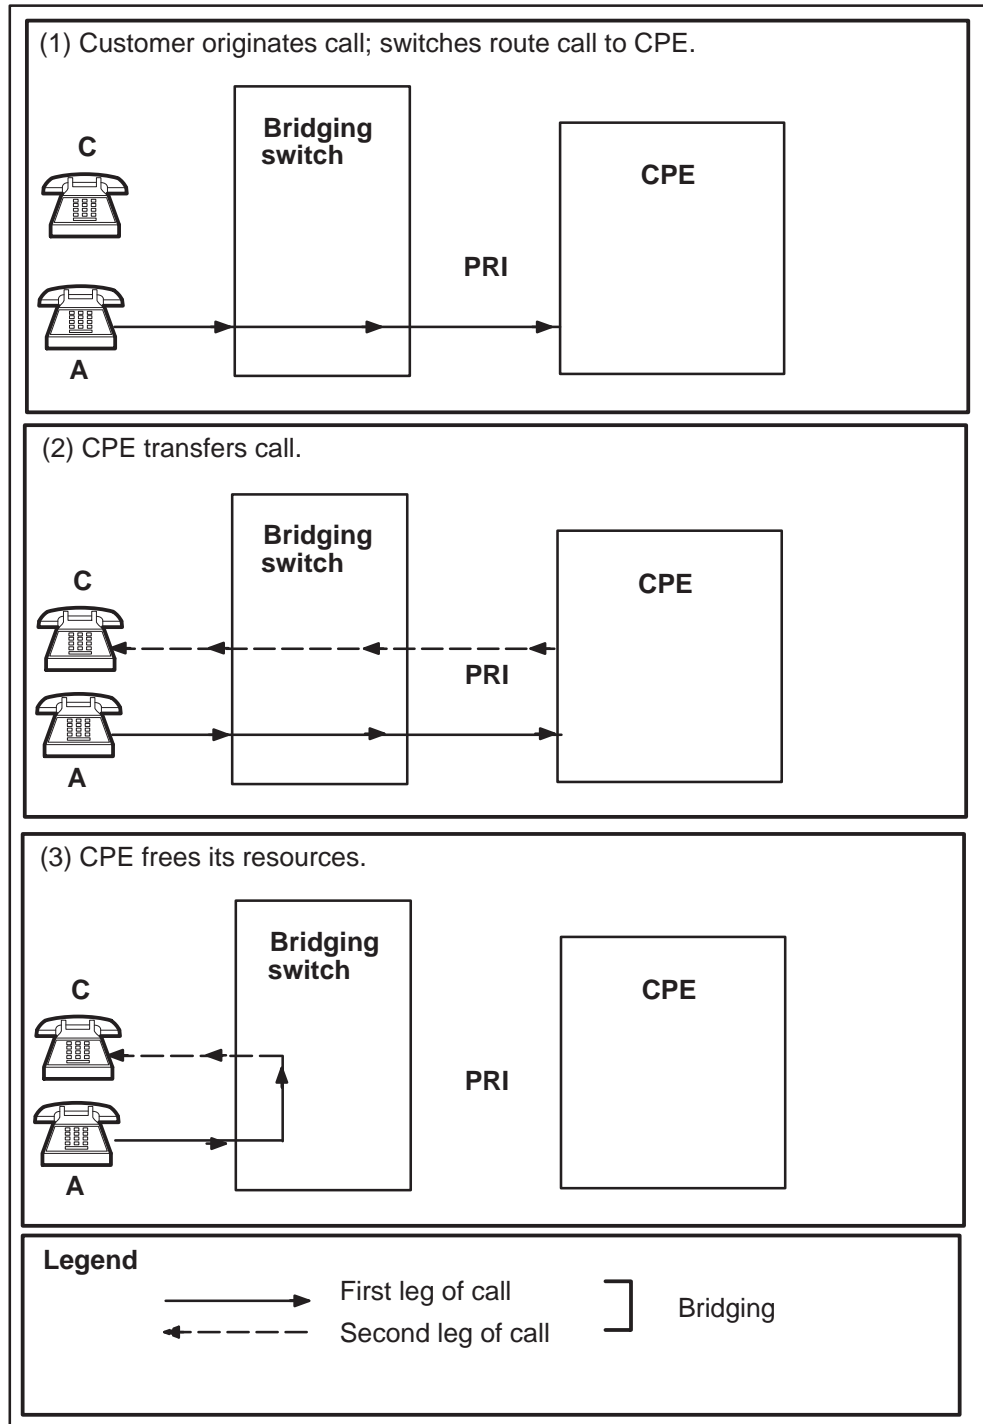 (1) Customer originates call; switches route call to CPE.
Bridging
switch
C
CPE
PRI
A
(2) CPE transfers call.
Bridging
switch
C
CPE
PRI
A
(3) CPE frees its resources.
Bridging
switch
C
CPE
PRI
A
Legend
First leg of call
Second leg of call
Bridging